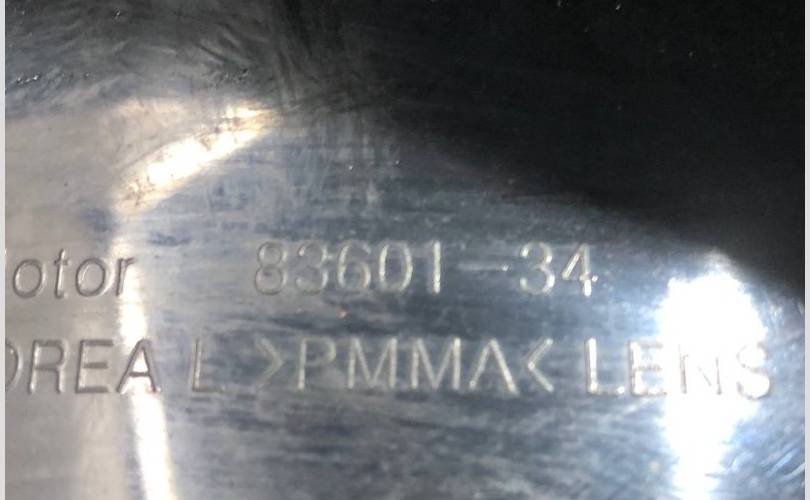 otor 83601-34
OREA L >PMMA< LENS